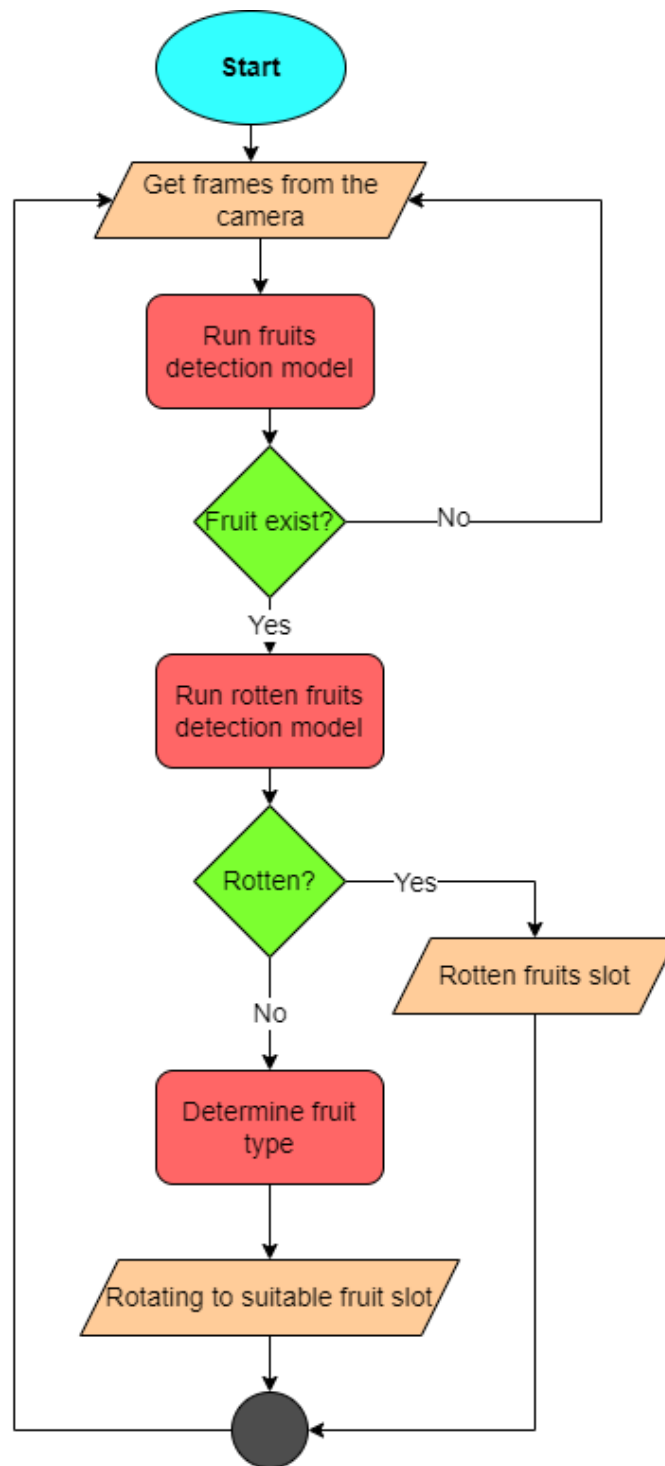 Start
Get frames from the
camera
Run fruits
detection model
Fruit exist?
No
Yes
Run rotten fruits
detection model
Rotten?
Yes
Rotten fruits slot
No
Determine fruit
type
Rotating to suitable fruit slot